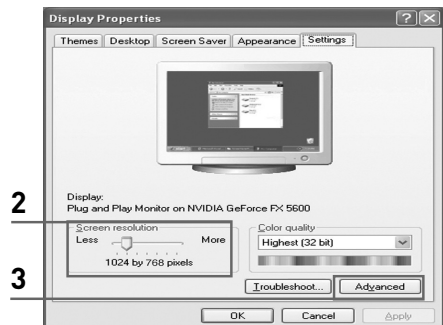 Display Properties
Themes Desktop Screen Saver Appearance Settings
Display:
Plug and Play Monitor on NVIDIA GeForce FX 5600
2
Screen resolution
Less More
1024 by 768 pixels
Color quality
Highest (32 bit)
3
Troubleshoot... Advanced
OK Cancel Apply